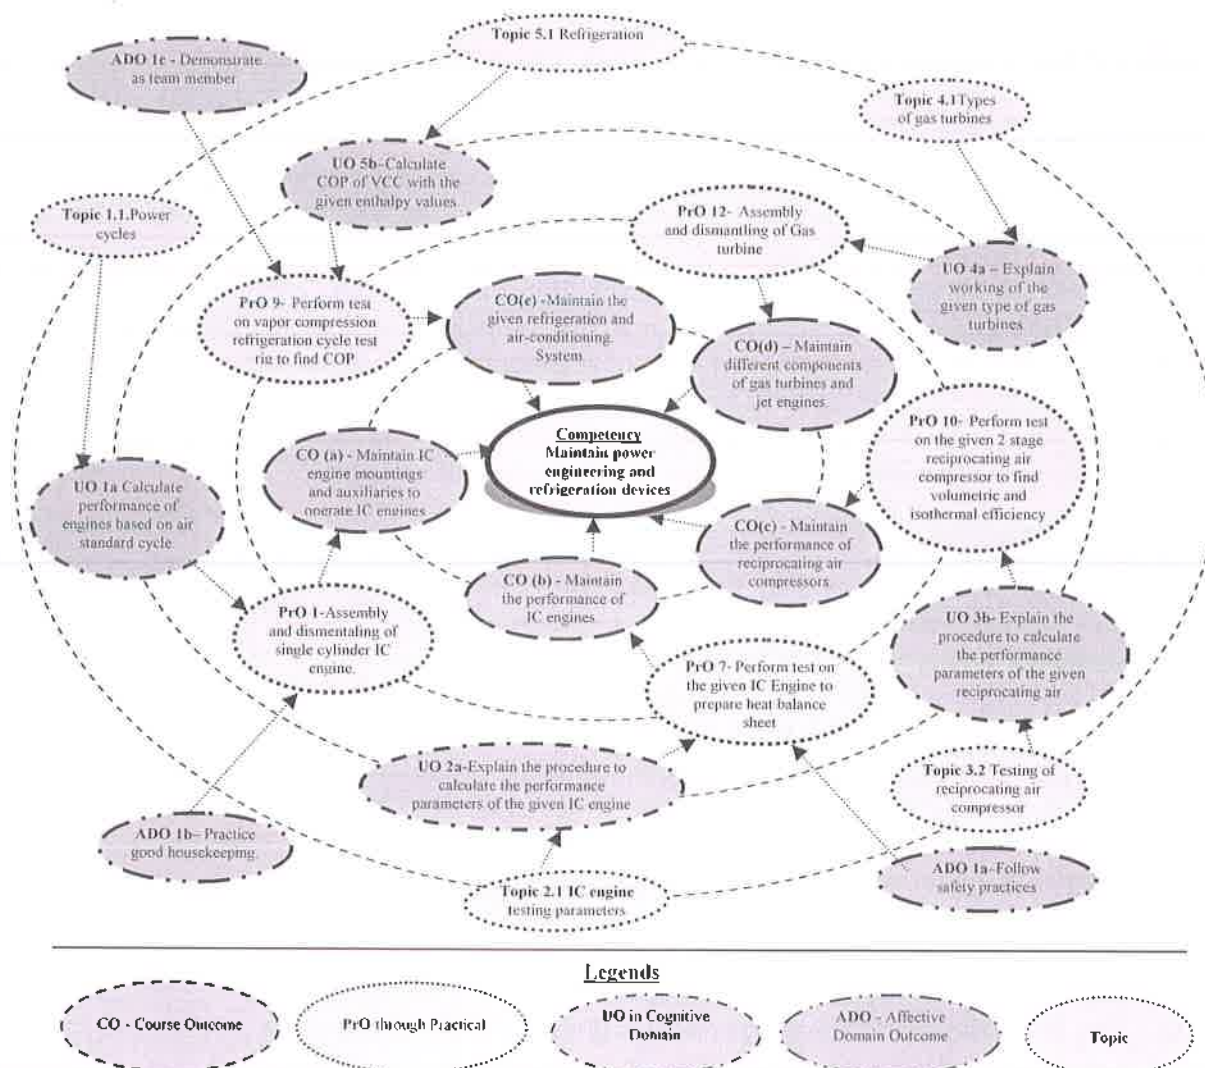 Topic 5.1 Refrigeration
ADO 1c - Demonstrate
as team member
Topic 4.1Types
of gas turbines
UO 5b-Calculate
COP of VCC with the
given enthalpy values.
Topic 1.1.Power
cycles
PrO 12- Assembly
and dismantling of Gas
turbine
UO 4a – Explain
working of the
given type of gas
turbines.
PrO 9- Perform test
on vapor compression
refrigeration cycle test
rig to find COP
CO(e) -Maintain the
given refrigeration and
air-conditioning.
System
CO(d) – Maintain
different components
of gas turbines and
jet engines.
Competency
Maintain power
engineering and
refrigeration devices
PrO 10- Perform test
on the given 2 stage
reciprocating air
compressor to find
volumetric and
isothermal efficiency
CO (a) - Maintain IC
engine mountings
and auxiliaries to
operate IC engines
UO 1a Calculate
performance of
engines based on air
standard cycle.
CO(c) - Maintain
the performance of
reciprocating air
compressors.
CO (b) - Maintain
the performance of
IC engines.
PrO 1-Assembly
and dismentaling of
single cylinder IC
engine.
UO 3b- Explain the
procedure to calculate
the performance
parameters of the given
reciprocating air
PrO 7- Perform test on
the given IC Engine to
prepare heat balance
sheet
UO 2a-Explain the procedure to
calculate the performance
parameters of the given IC engine
Topic 3.2 Testing of
reciprocating air
compressor
ADO 1b– Practice
good housekeeping.
ADO 1a–Follow
safety practices
Topic 2.1 IC engine
testing parameters
Legends
CO - Course Outcome
PrO through Practical
UO in Cognitive
Domain
ADO - Affective
Domain Outcome
Topic